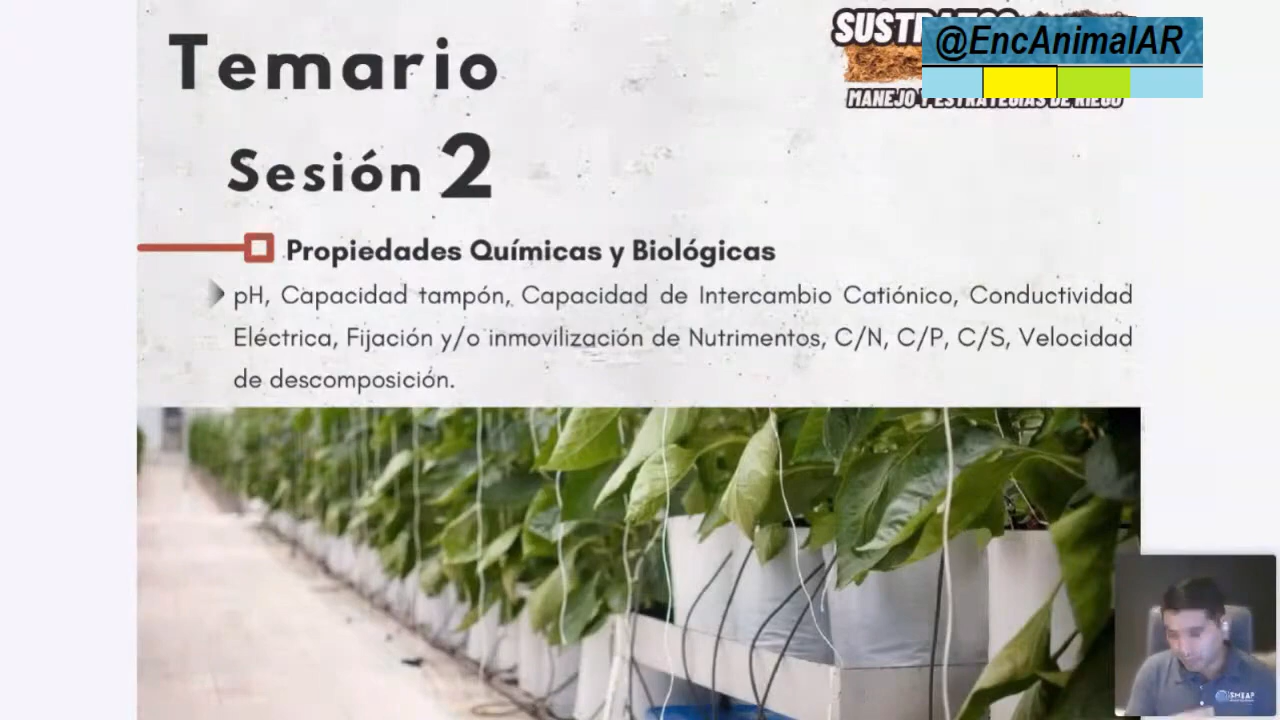 Temario
@EncAnimalAR
Sesión 2
Propiedades Químicas y Biológicas
pH, Capacidad tampón, Capacidad de Intercambio Catiónico, Conductividad
Eléctrica, Fijación y/o inmovilización de Nutrimentos, C/N, C/P, C/S, Velocidad
de descomposición.